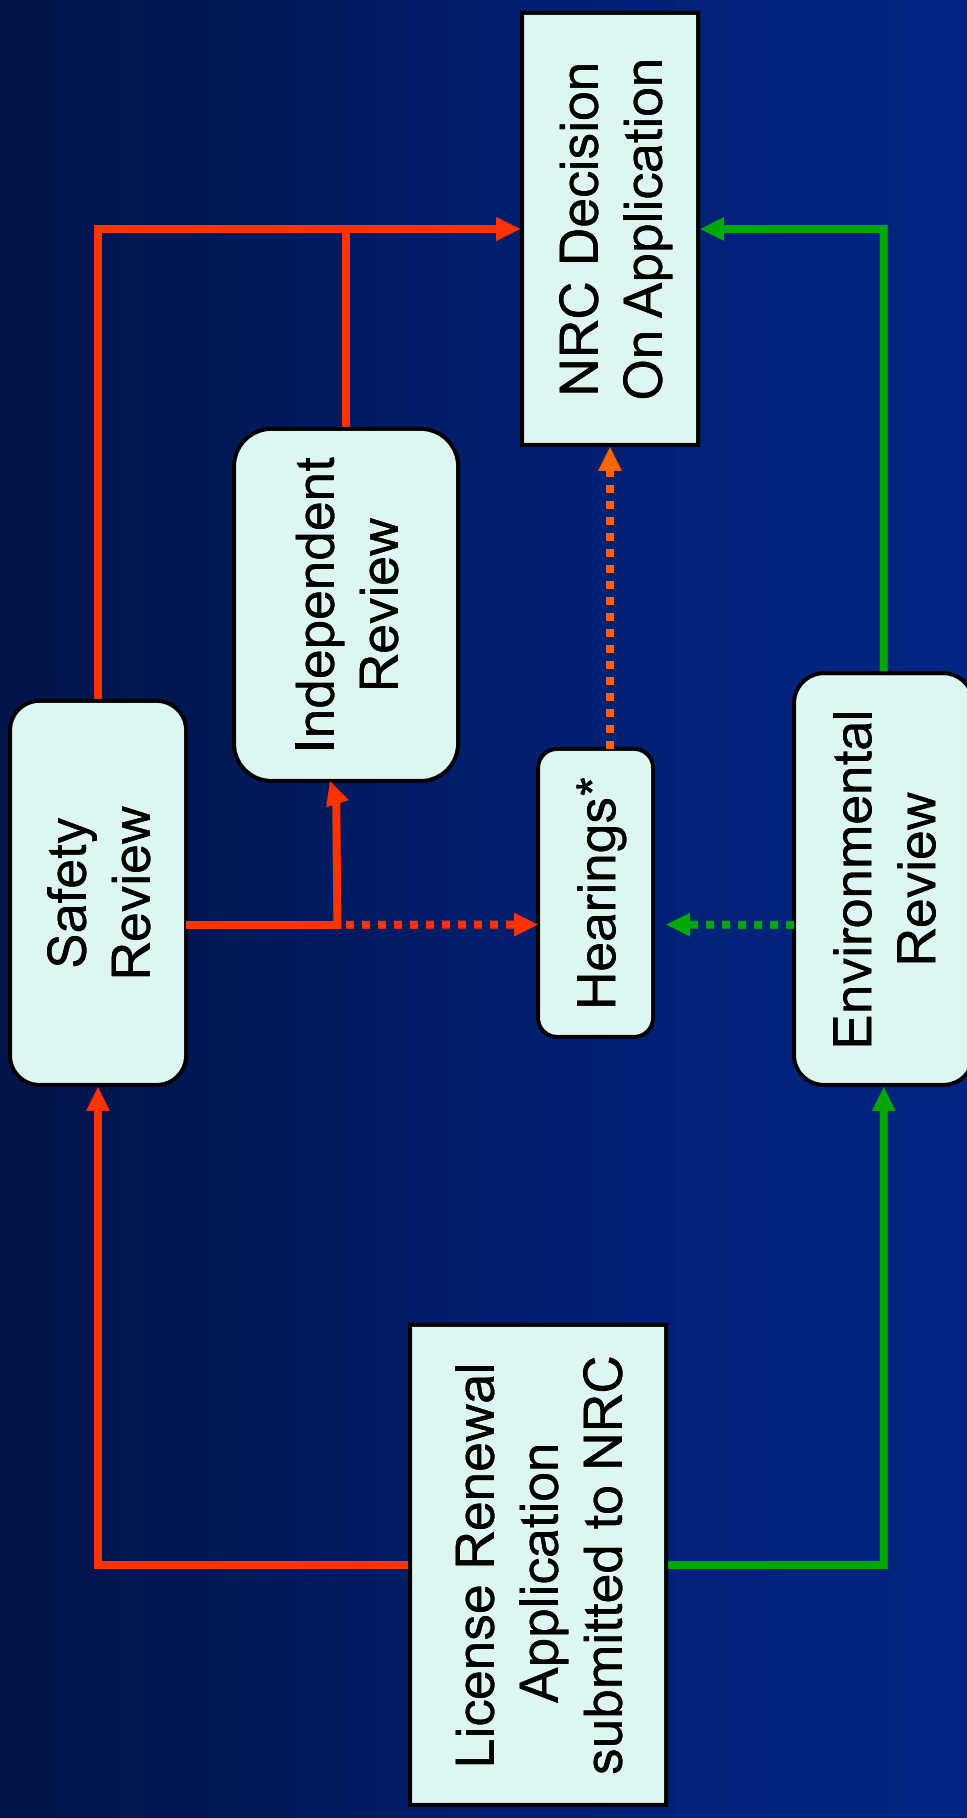 License Renewal
Application
submitted to NRC
Safety
Review
Independent
Review
Hearings*
Environmental
Review
NRC Decision
On Application